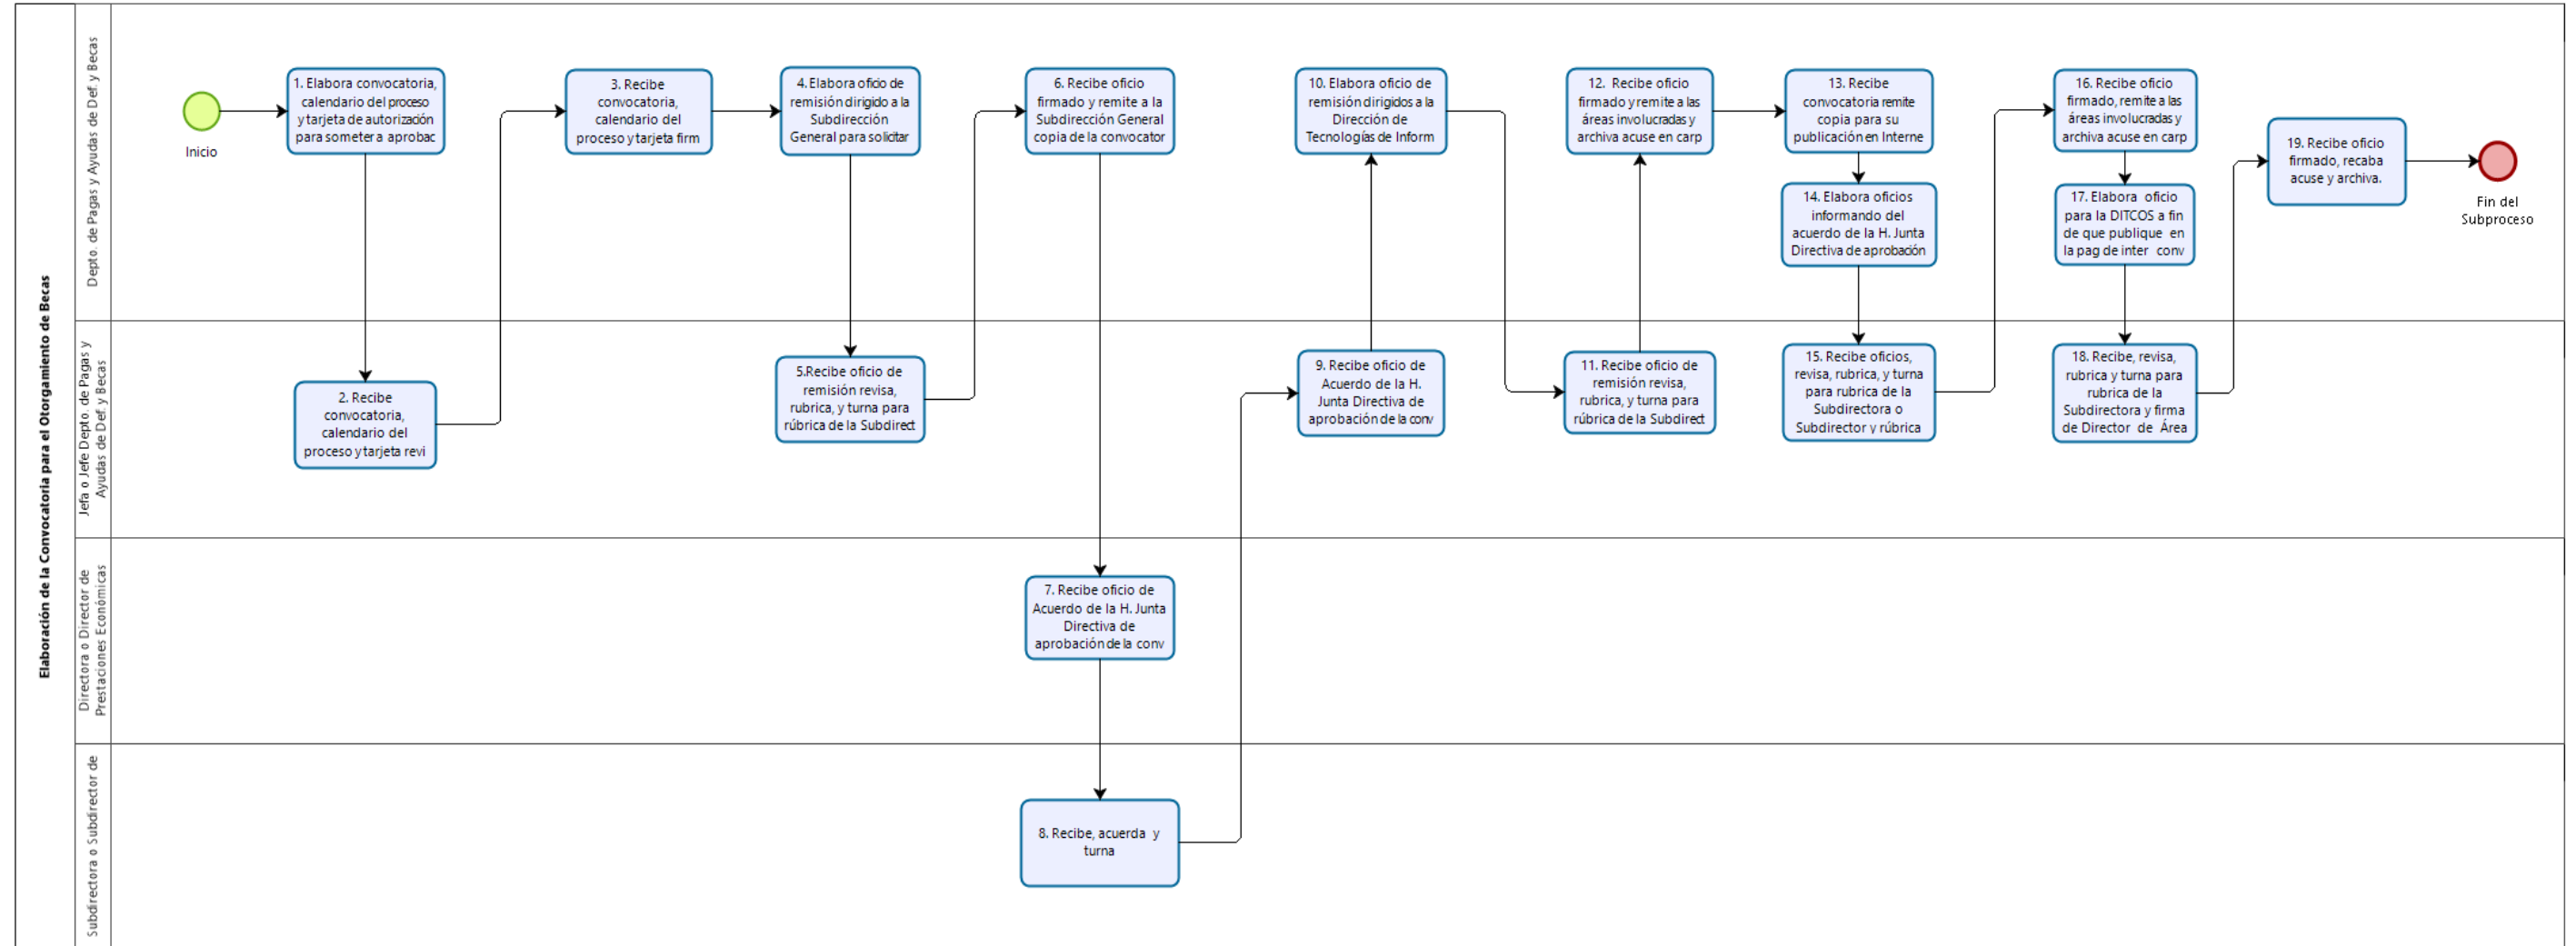 Elaboración de la Convocatoria para el Otorgamiento de Becas
Depto. de Pagas y Ayudas de Def. y Becas
Inicio
1. Elabora convocatoria,
calendario del proceso
y tarjeta de autorización
para someter a aprobac
3. Recibe
convocatoria,
calendario del
proceso y tarjeta firm
4. Elabora oficio de
remisión dirigido a la
Subdirección
General para solicitar
6. Recibe oficio
firmado y remite a la
Subdirección General
copia de la convocator
10. Elabora oficio de
remisión dirigidos a la
Dirección de
Tecnologías de Inform
12. Recibe oficio
firmado y remite a las
áreas involucradas y
archiva acuse en carp
13. Recibe
convocatoria remite
copia para su
publicación en Interne
14. Elabora oficios
informando del
acuerdo de la H. Junta
Directiva de aprobación
16. Recibe oficio
firmado, remite a las
áreas involucradas y
archiva acuse en carp
17. Elabora oficio
para la DITCOS a fin
de que publique en
la pag de inter conv
19. Recibe oficio
firmado, recaba
acuse y archiva.
Fin del
Subproceso
Jefa o Jefe Depto. de Pagas y
Ayudas de Def. y Becas
2. Recibe
convocatoria,
calendario del
proceso y tarjeta revi
5.Recibe oficio de
remisión revisa,
rubrica, y turna para
rúbrica de la Subdirect
9. Recibe oficio de
Acuerdo de la H.
Junta Directiva de
aprobación de la conv
11. Recibe oficio de
remisión revisa,
rubrica, y turna para
rúbrica de la Subdirect
15. Recibe oficios,
revisa, rubrica, y turna
para rubrica de la
Subdirectora o
Subdirector y rúbrica
18. Recibe, revisa,
rubrica y turna para
rubrica de la
Subdirectora y firma
de Director de Área
Directora o Director de
Prestaciones Económicas
7. Recibe oficio de
Acuerdo de la H. Junta
Directiva de
aprobación de la conv
Subdirectora o Subdirector de
8. Recibe, acuerda y
turna